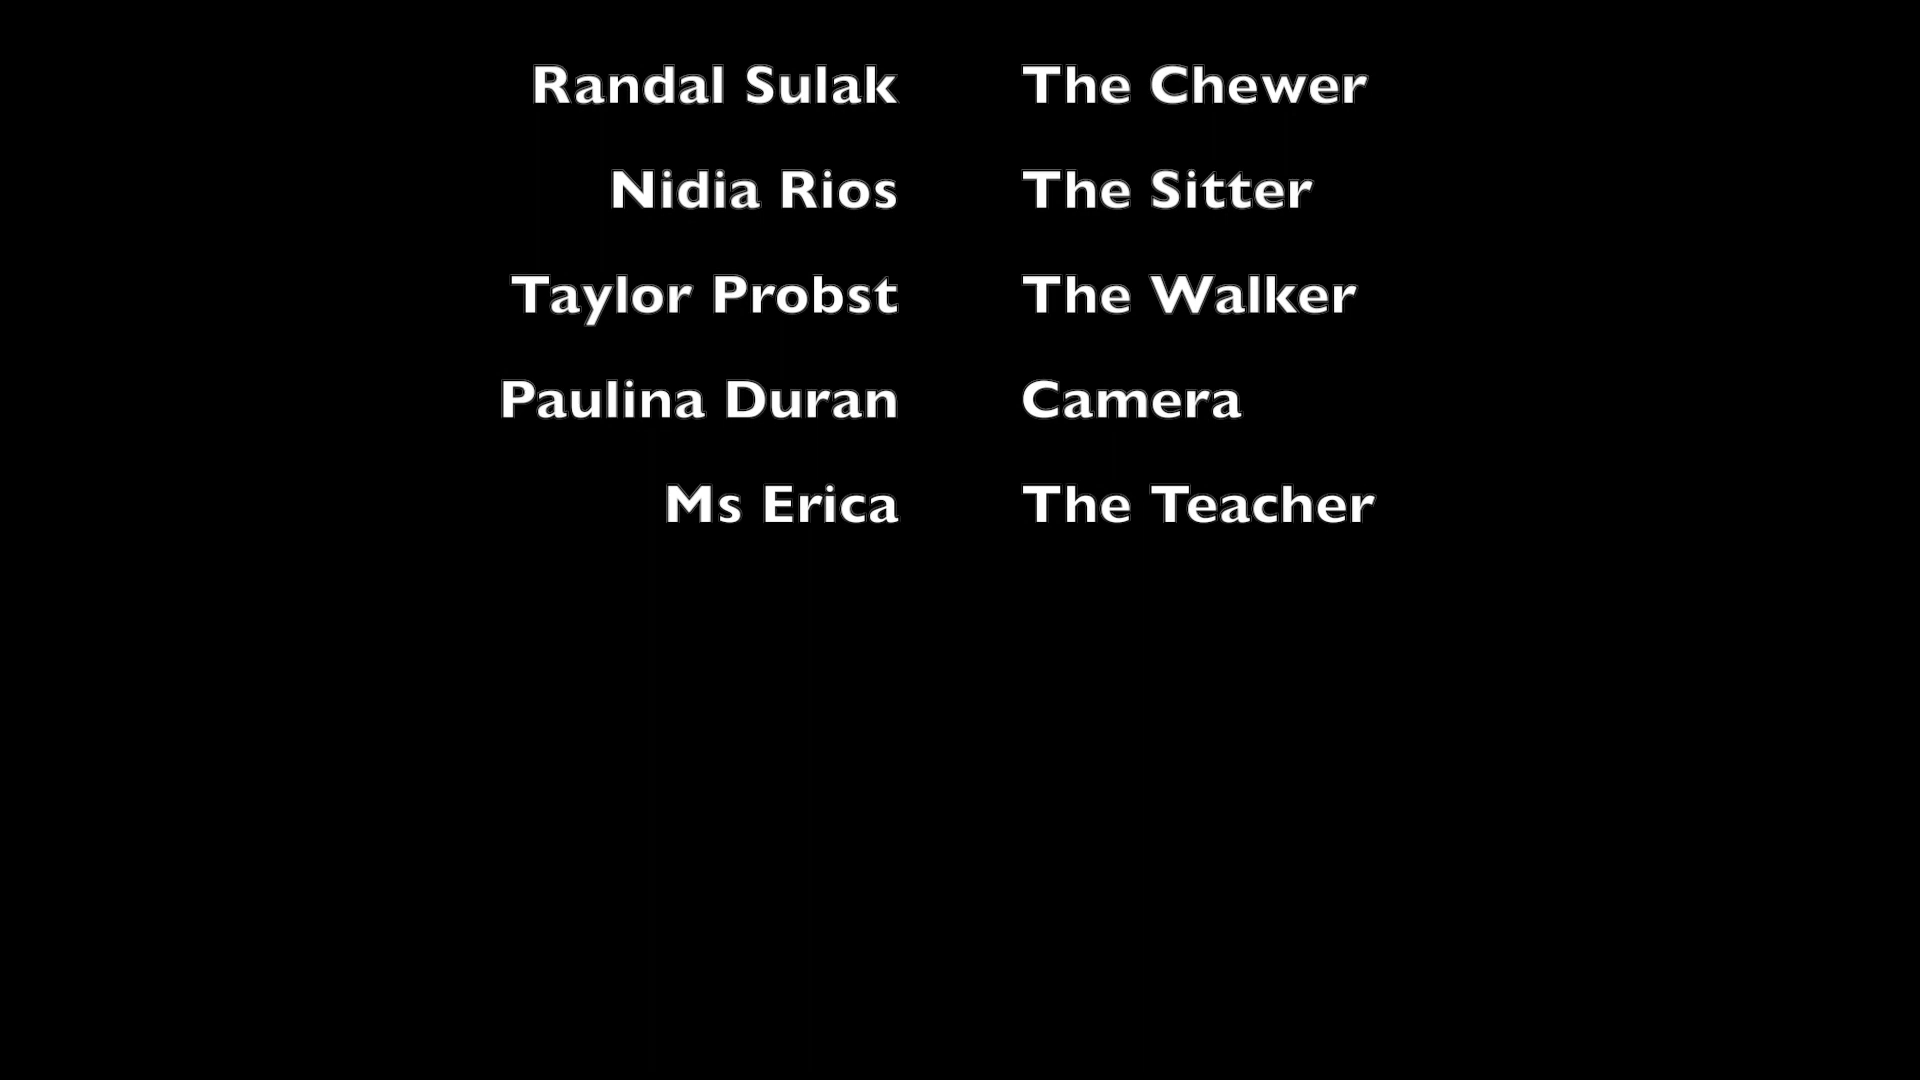 Randal Sulak The Chewer
Nidia Rios The Sitter
Taylor Probst The Walker
Paulina Duran Camera
Ms Erica The Teacher